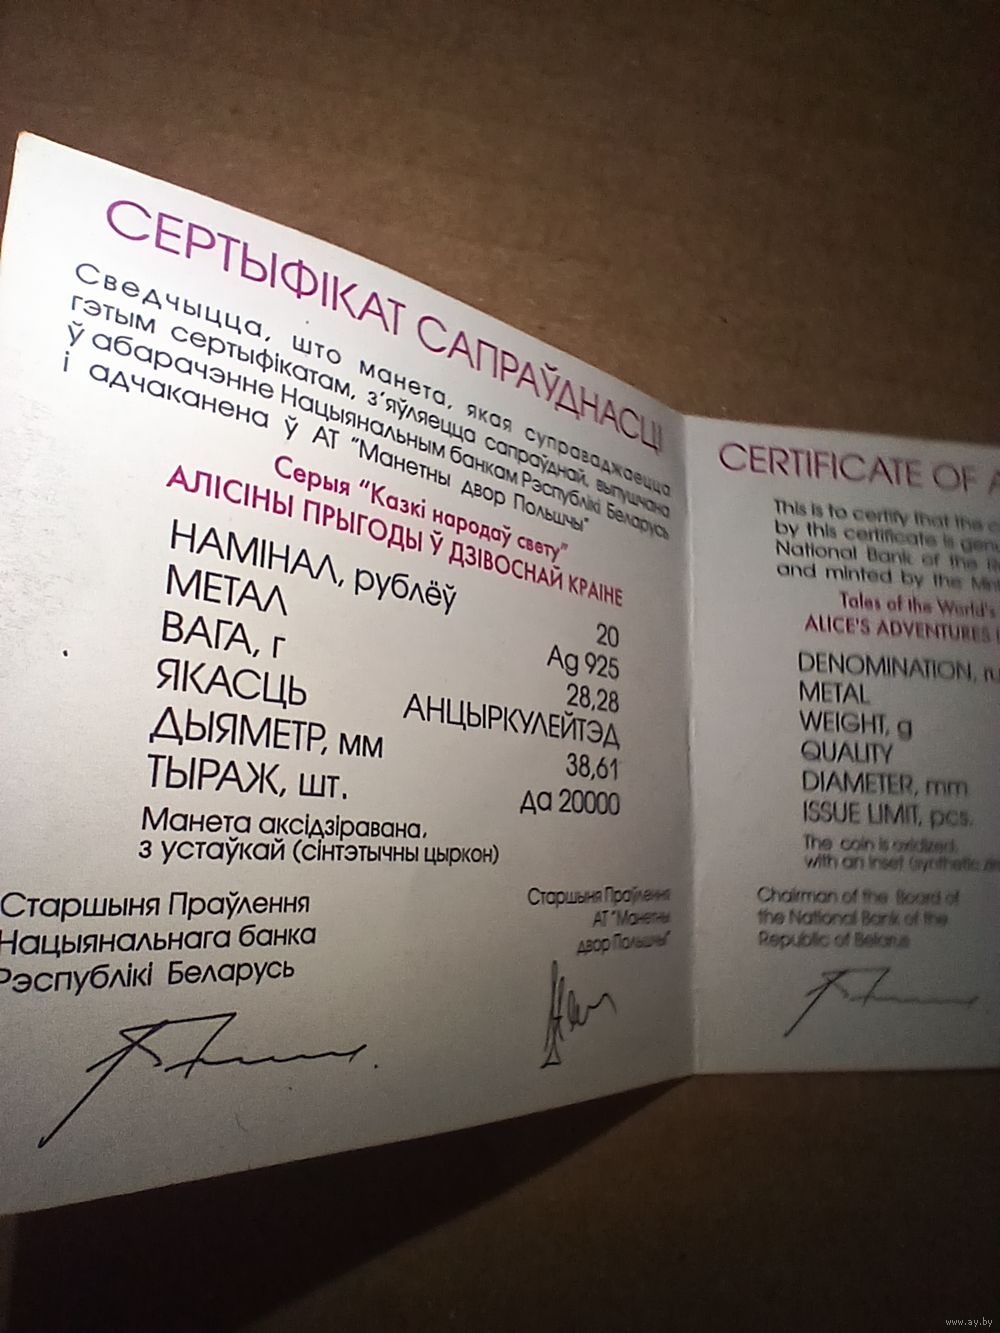 СЕРТЫФІКАТ САПРАЎДНАСЦІ
Сведчыцца, што манета, якая суправаджаецца
гэтым сертыфікатам, з'яўляецца сапраўднай, выпушчана
ў абарачэнне Нацыянальным банкам Рэспублікі Беларусь
і адчаканена ў АТ "Манетны двор Польшчы"
Серыя "Казкі народаў свету"
АЛІСІНЫ ПРЫГОДЫ Ў ДЗІВОСНАЙ КРАІНЕ
НАМІНАЛ, рублёў 20
МЕТАЛ Ag 925
ВАГА, г 28,28
ЯКАСЦЬ АНЦЫРКУЛЕЙТЭД
ДЫЯМЕТР, мм 38,61
ТЫРАЖ, шт. да 20000
Манета аксідзіравана,
з устаўкай (сінтэтычны цыркон)
Старшыня Праўлення
Нацыянальнага банка
Рэспублікі Беларусь
Старшыня Праўлення
АТ "Манетны
двор Польшчы"
CERTIFICATE OF
This is to certify that the
by this certificate is
National Bank of the
and minted by the
Tales of the World's
ALICE'S ADVENTURES
DENOMINATION,
METAL
WEIGHT, g
QUALITY
DIAMETER, mm
ISSUE LIMIT, pcs.
The coin is oxidized,
with an inset (synthetic
Chairman of the Board of
the National Bank of the
Republic of Belarus
www.ay.by